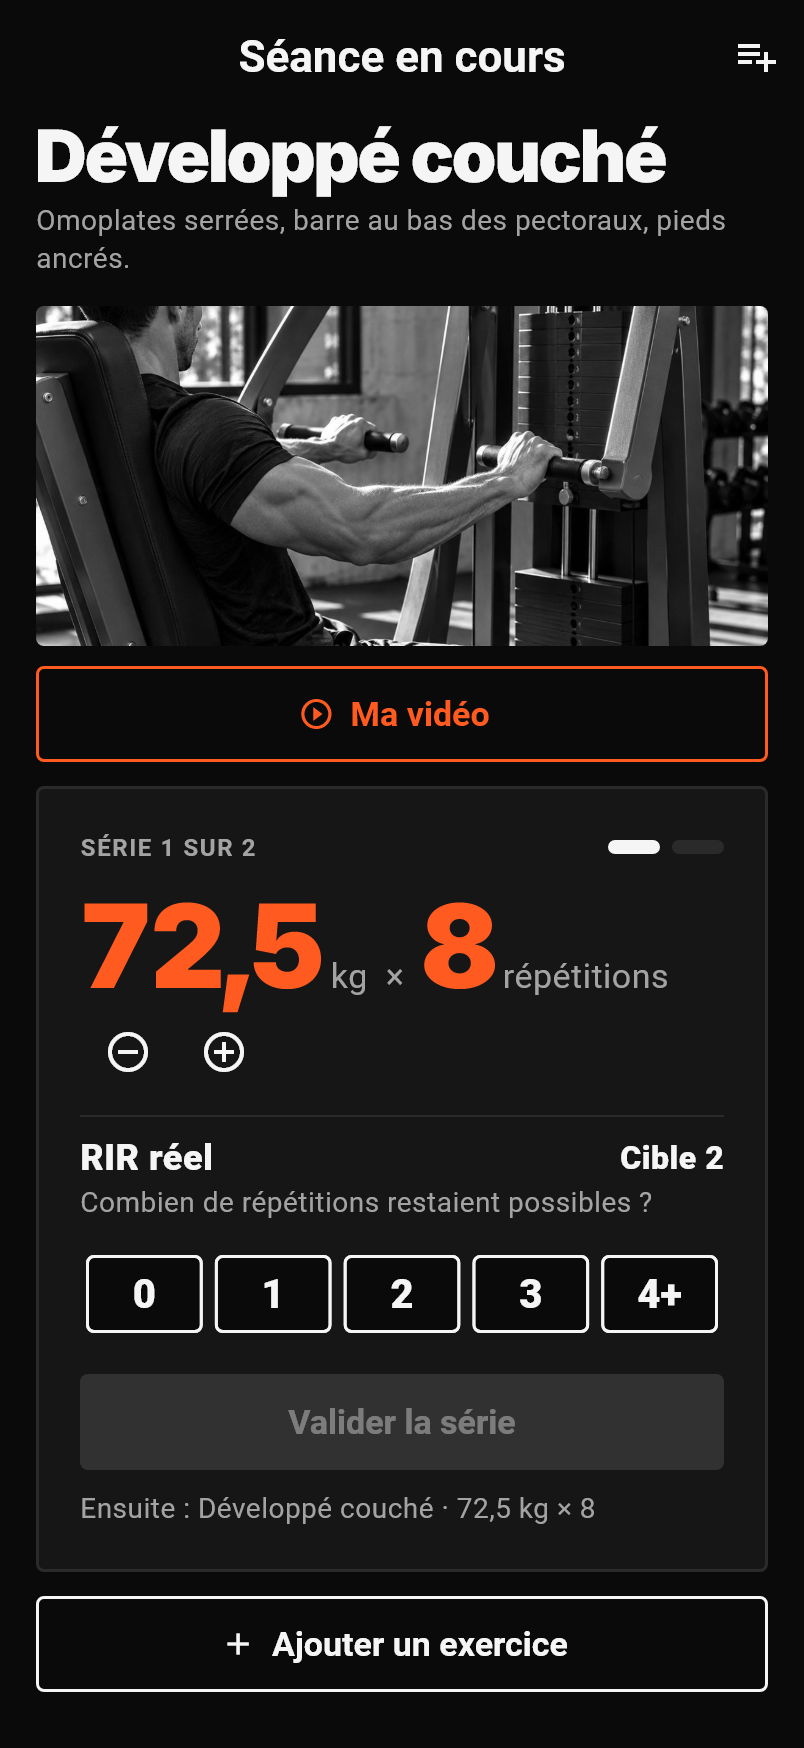 Séance en cours
Développé couché
Omoplates serrées, barre au bas des pectoraux, pieds
ancrés.
Ma vidéo
SÉRIE 1 SUR 2
72,5 kg × 8 répétitions
RIR réel Cible 2
Combien de répétitions restaient possibles ?
0 1 2 3 4+
Valider la série
Ensuite : Développé couché · 72,5 kg × 8
+ Ajouter un exercice